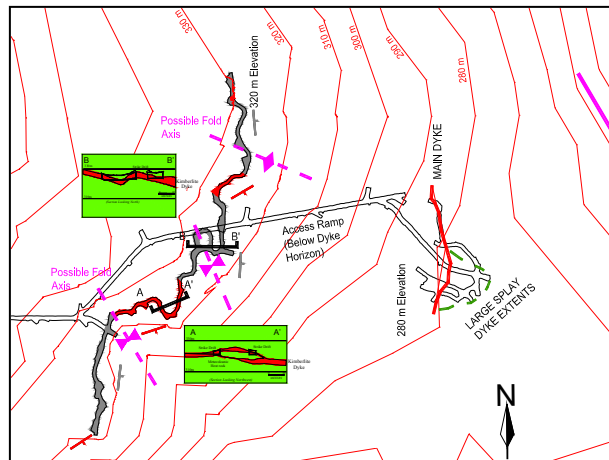 330 m
320 m Elevation
320 m
310 m
300 m
290 m
280 m
Possible Fold
Axis
MAIN DYKE
B
B'
Kimberlite
Dyke
Access Ramp
(Below Dyke
Horizon)
B
B'
Possible Fold
Axis
A
A'
280 m Elevation
LARGE SPLAY
DYKE EXTENTS
A
A'
Kimberlite
Dyke
N